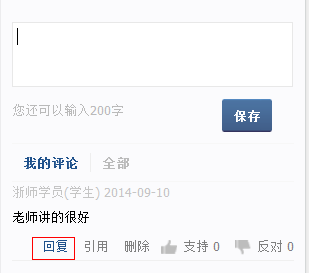 您还可以输入200字
保存
我的评论 全部
浙师学员(学生) 2014-09-10
老师讲的很好
回复 引用 删除 支持 0 反对 0